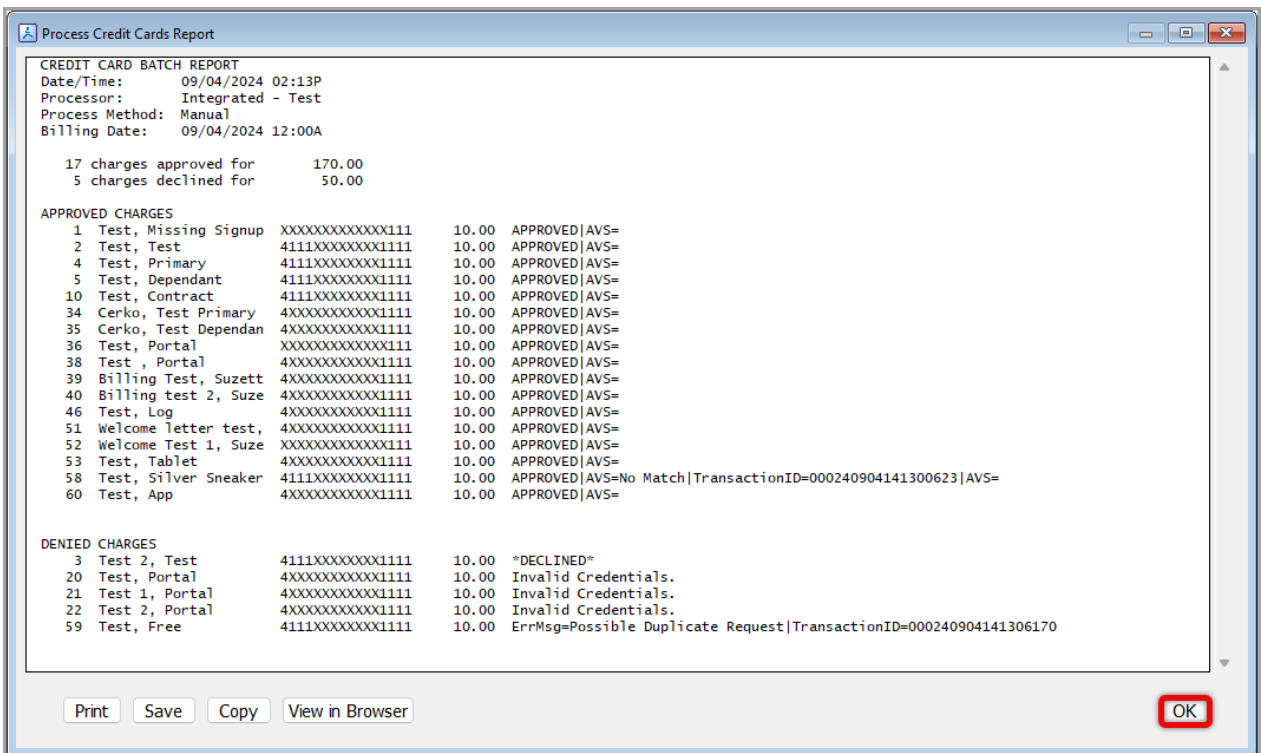 Process Credit Cards Report
CREDIT CARD BATCH REPORT
Date/Time: 09/04/2024 02:13P
Processor: Integrated - Test
Process Method: Manual
Billing Date: 09/04/2024 12:00A
17 charges approved for 170.00
5 charges declined for 50.00
APPROVED CHARGES
1 Test, Missing Signup XXXXXXXXXXXXX111 10.00 APPROVED|AVS=
2 Test, Test 4111XXXXXXXX1111 10.00 APPROVED|AVS=
4 Test, Primary 4111XXXXXXXX1111 10.00 APPROVED|AVS=
5 Test, Dependant 4111XXXXXXXX1111 10.00 APPROVED|AVS=
10 Test, Contract 4111XXXXXXXX1111 10.00 APPROVED|AVS=
34 Cerko, Test Primary 4XXXXXXXXXXX1111 10.00 APPROVED|AVS=
35 Cerko, Test Dependan 4XXXXXXXXXXX1111 10.00 APPROVED|AVS=
36 Test, Portal XXXXXXXXXXXX1111 10.00 APPROVED|AVS=
38 Test , Portal 4XXXXXXXXXXX1111 10.00 APPROVED|AVS=
39 Billing Test, Suzett 4XXXXXXXXXXX1111 10.00 APPROVED|AVS=
40 Billing test 2, Suze 4XXXXXXXXXXX1111 10.00 APPROVED|AVS=
46 Test, Log 4XXXXXXXXXXX1111 10.00 APPROVED|AVS=
51 Welcome letter test, 4XXXXXXXXXXX1111 10.00 APPROVED|AVS=
52 Welcome Test 1, Suze XXXXXXXXXXXX1111 10.00 APPROVED|AVS=
53 Test, Tablet 4XXXXXXXXXXX1111 10.00 APPROVED|AVS=
58 Test, Silver Sneaker 4111XXXXXXXX1111 10.00 APPROVED|AVS=No Match|TransactionID=000240904141300623|AVS=
60 Test, App 4XXXXXXXXXXX1111 10.00 APPROVED|AVS=
DENIED CHARGES
3 Test 2, Test 4111XXXXXXXX1111 10.00 *DECLINED*
20 Test, Portal 4XXXXXXXXXXX1111 10.00 Invalid Credentials.
21 Test 1, Portal 4XXXXXXXXXXX1111 10.00 Invalid Credentials.
22 Test 2, Portal 4XXXXXXXXXXX1111 10.00 Invalid Credentials.
59 Test, Free 4111XXXXXXXX1111 10.00 ErrMsg=Possible Duplicate Request|TransactionID=000240904141306170
Print Save Copy View in Browser OK